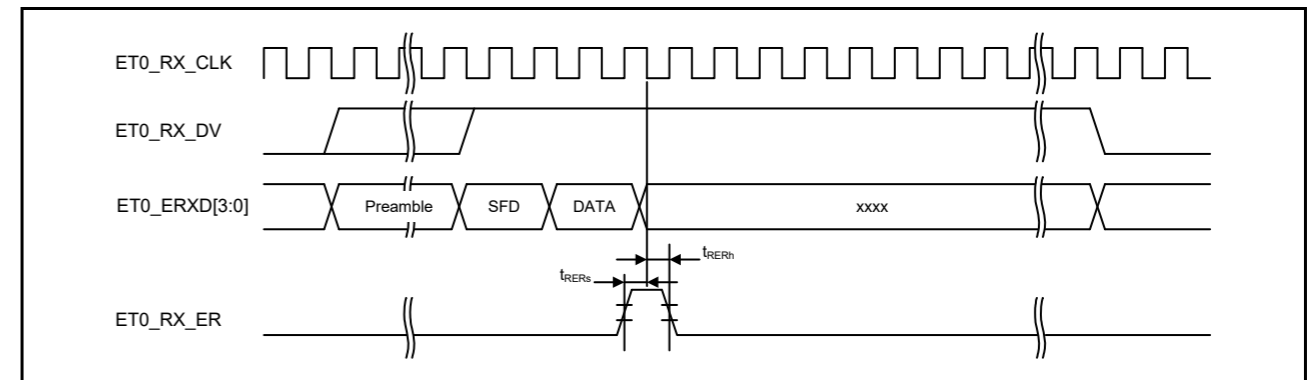 ET0_RX_CLK
ET0_RX_DV
ET0_ERXD[3:0] Preamble SFD DATA xxxx
tRERh
tRERs
ET0_RX_ER